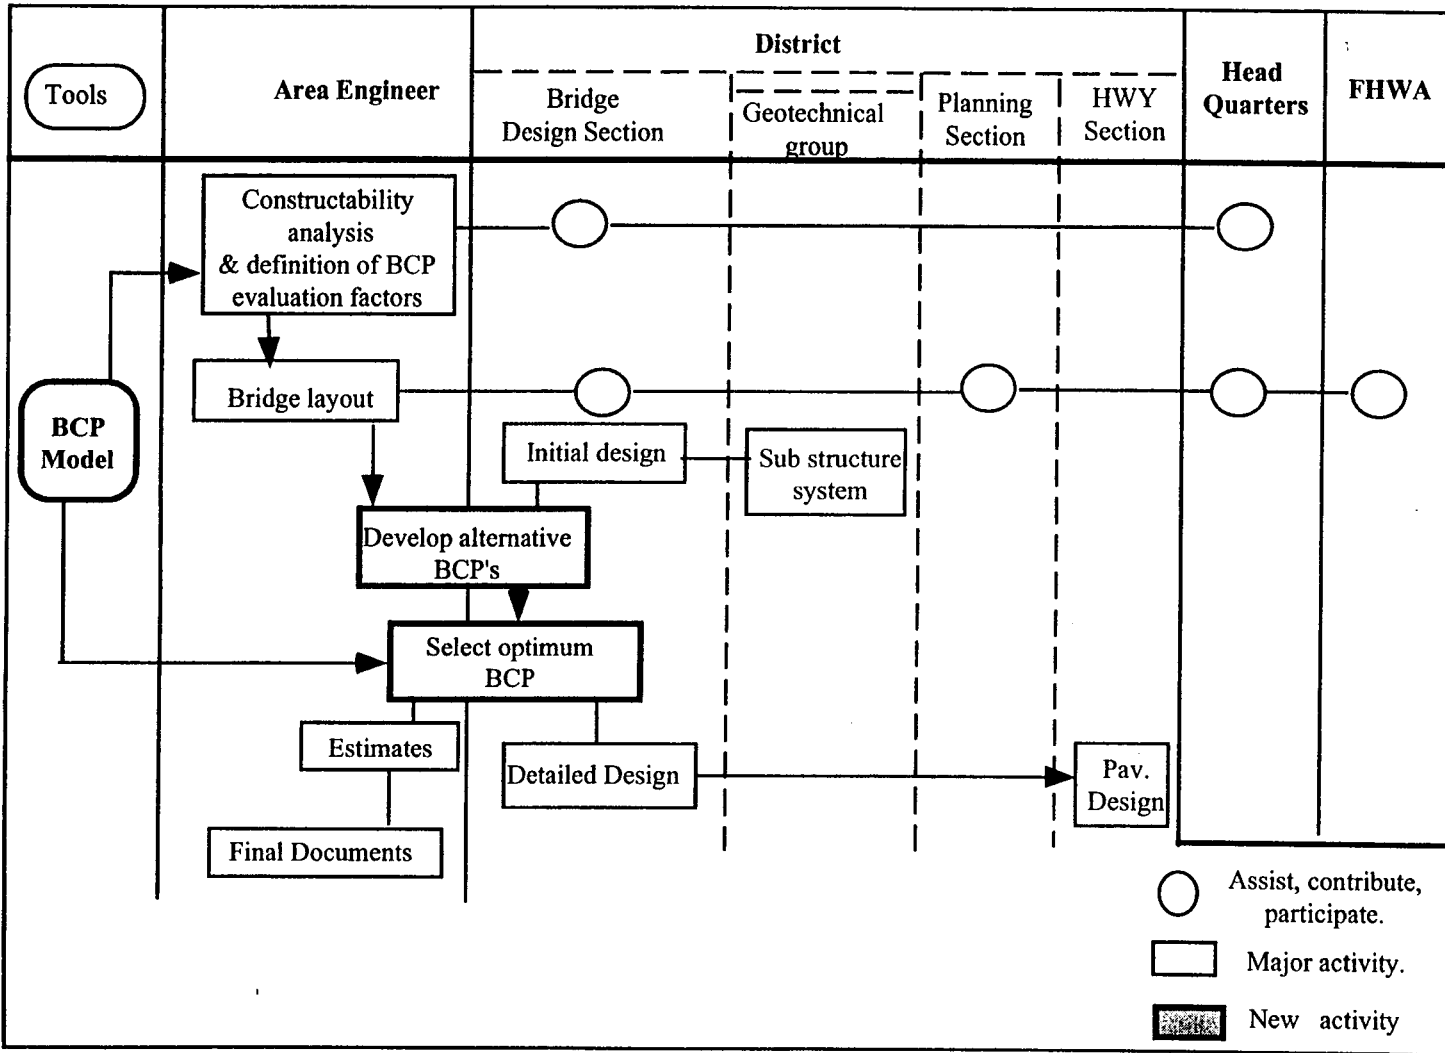 District
Tools
Area Engineer
Bridge
Design Section
Geotechnical
group
Planning
Section
HWY
Section
Head
Quarters
FHWA
Constructability
analysis
& definition of BCP
evaluation factors
Bridge layout
BCP
Model
Initial design
Sub structure
system
Develop alternative
BCP's
Select optimum
BCP
Estimates
Detailed Design
Pav.
Design
Final Documents
Assist, contribute,
participate.
Major activity.
New activity